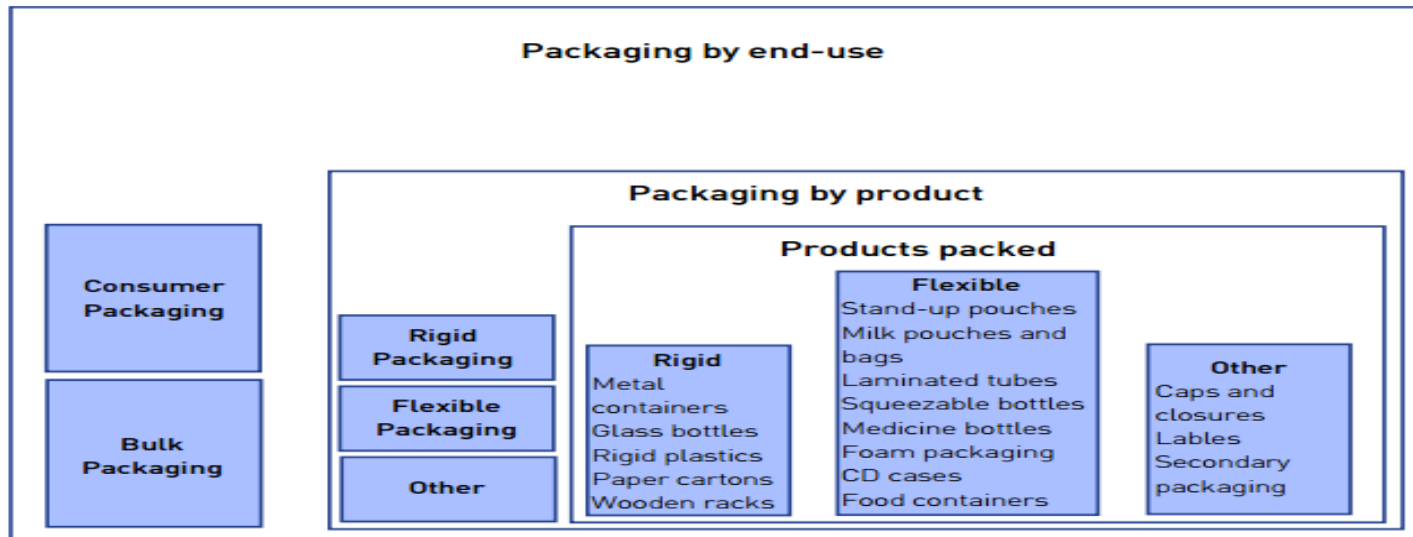 Packaging by end-use
Packaging by product
Products packed
Consumer
Packaging
Bulk
Packaging
Rigid
Packaging
Flexible
Packaging
Other
Rigid
Metal
containers
Glass bottles
Rigid plastics
Paper cartons
Wooden racks
Flexible
Stand-up pouches
Milk pouches and
bags
Laminated tubes
Squeezable bottles
Medicine bottles
Foam packaging
CD cases
Food containers
Other
Caps and
closures
Lables
Secondary
packaging